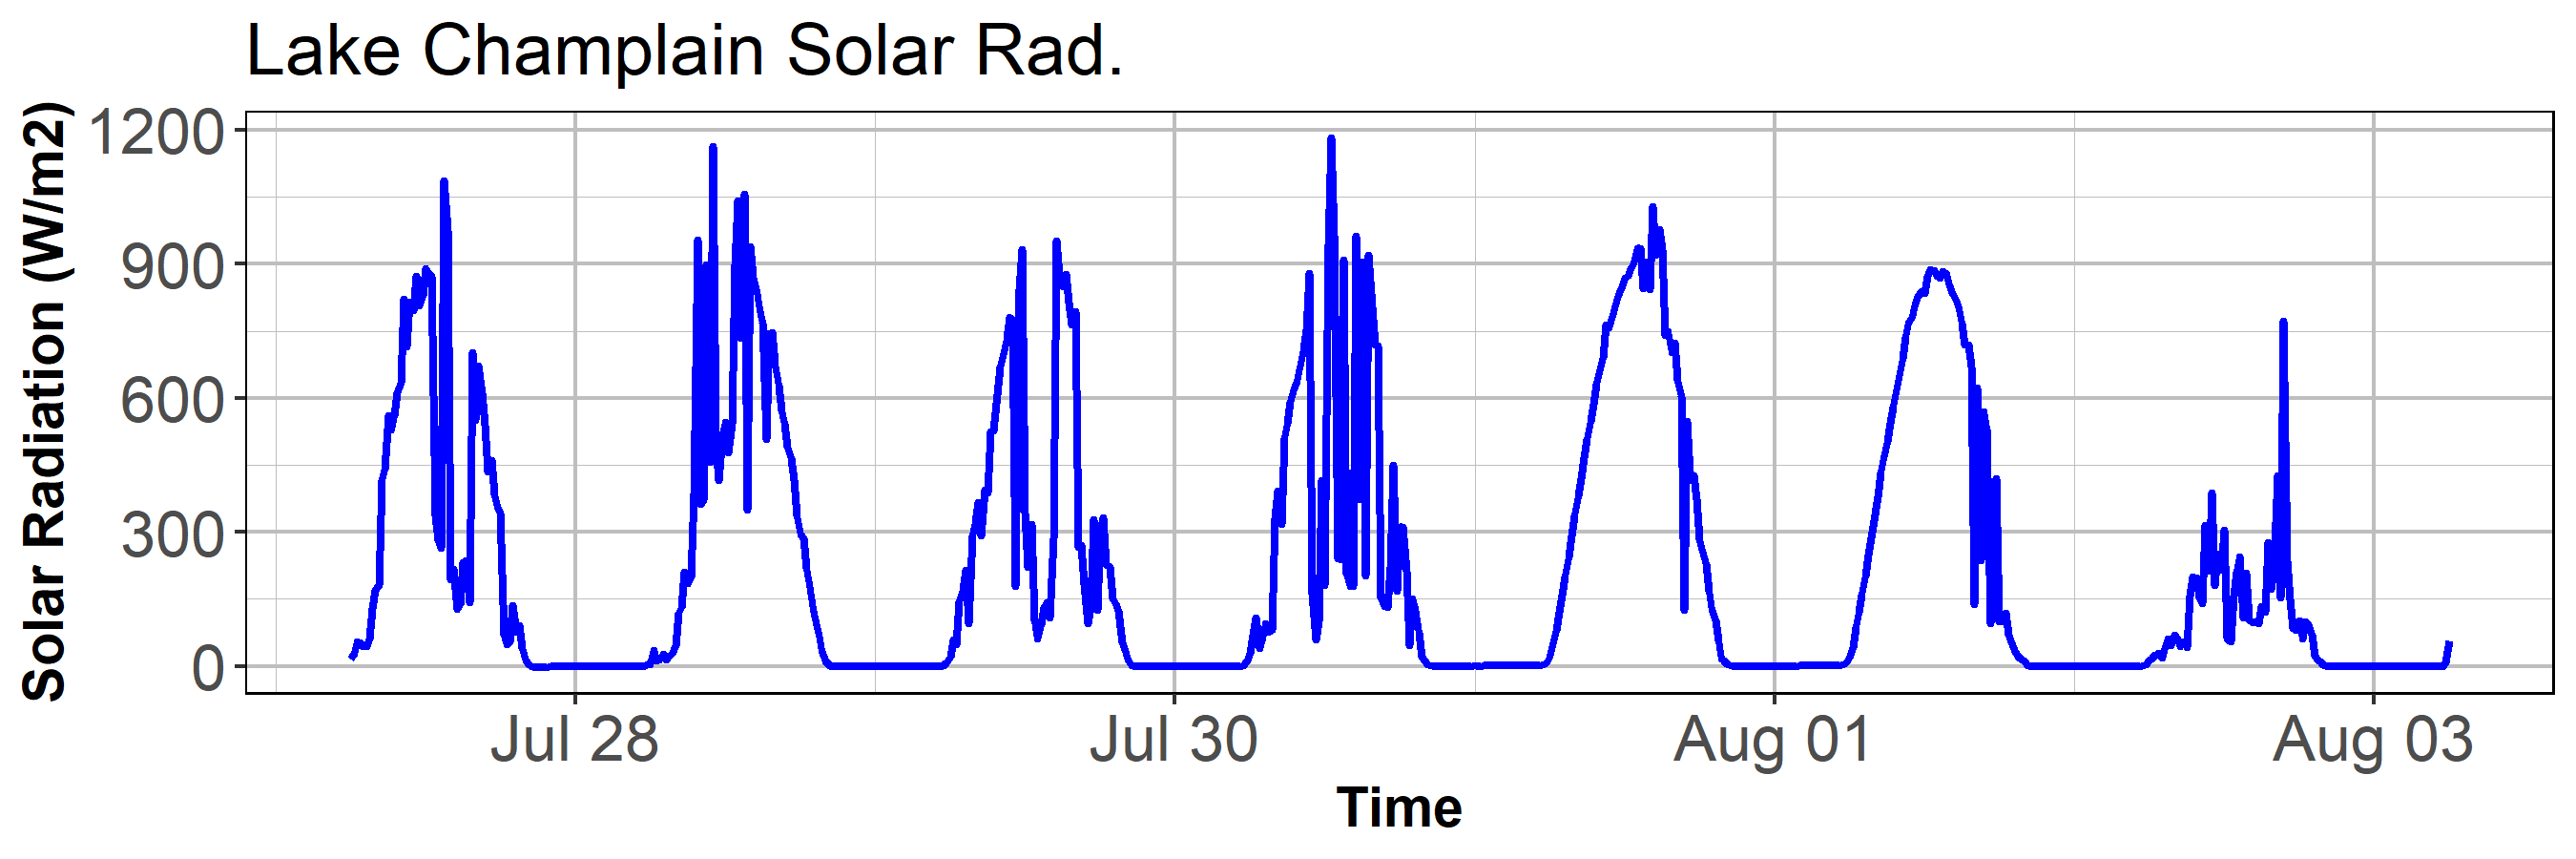 Lake Champlain Solar Rad.
Solar Radiation (W/m2)
1200
900
600
300
0
Jul 28 Jul 30 Aug 01 Aug 03
Time